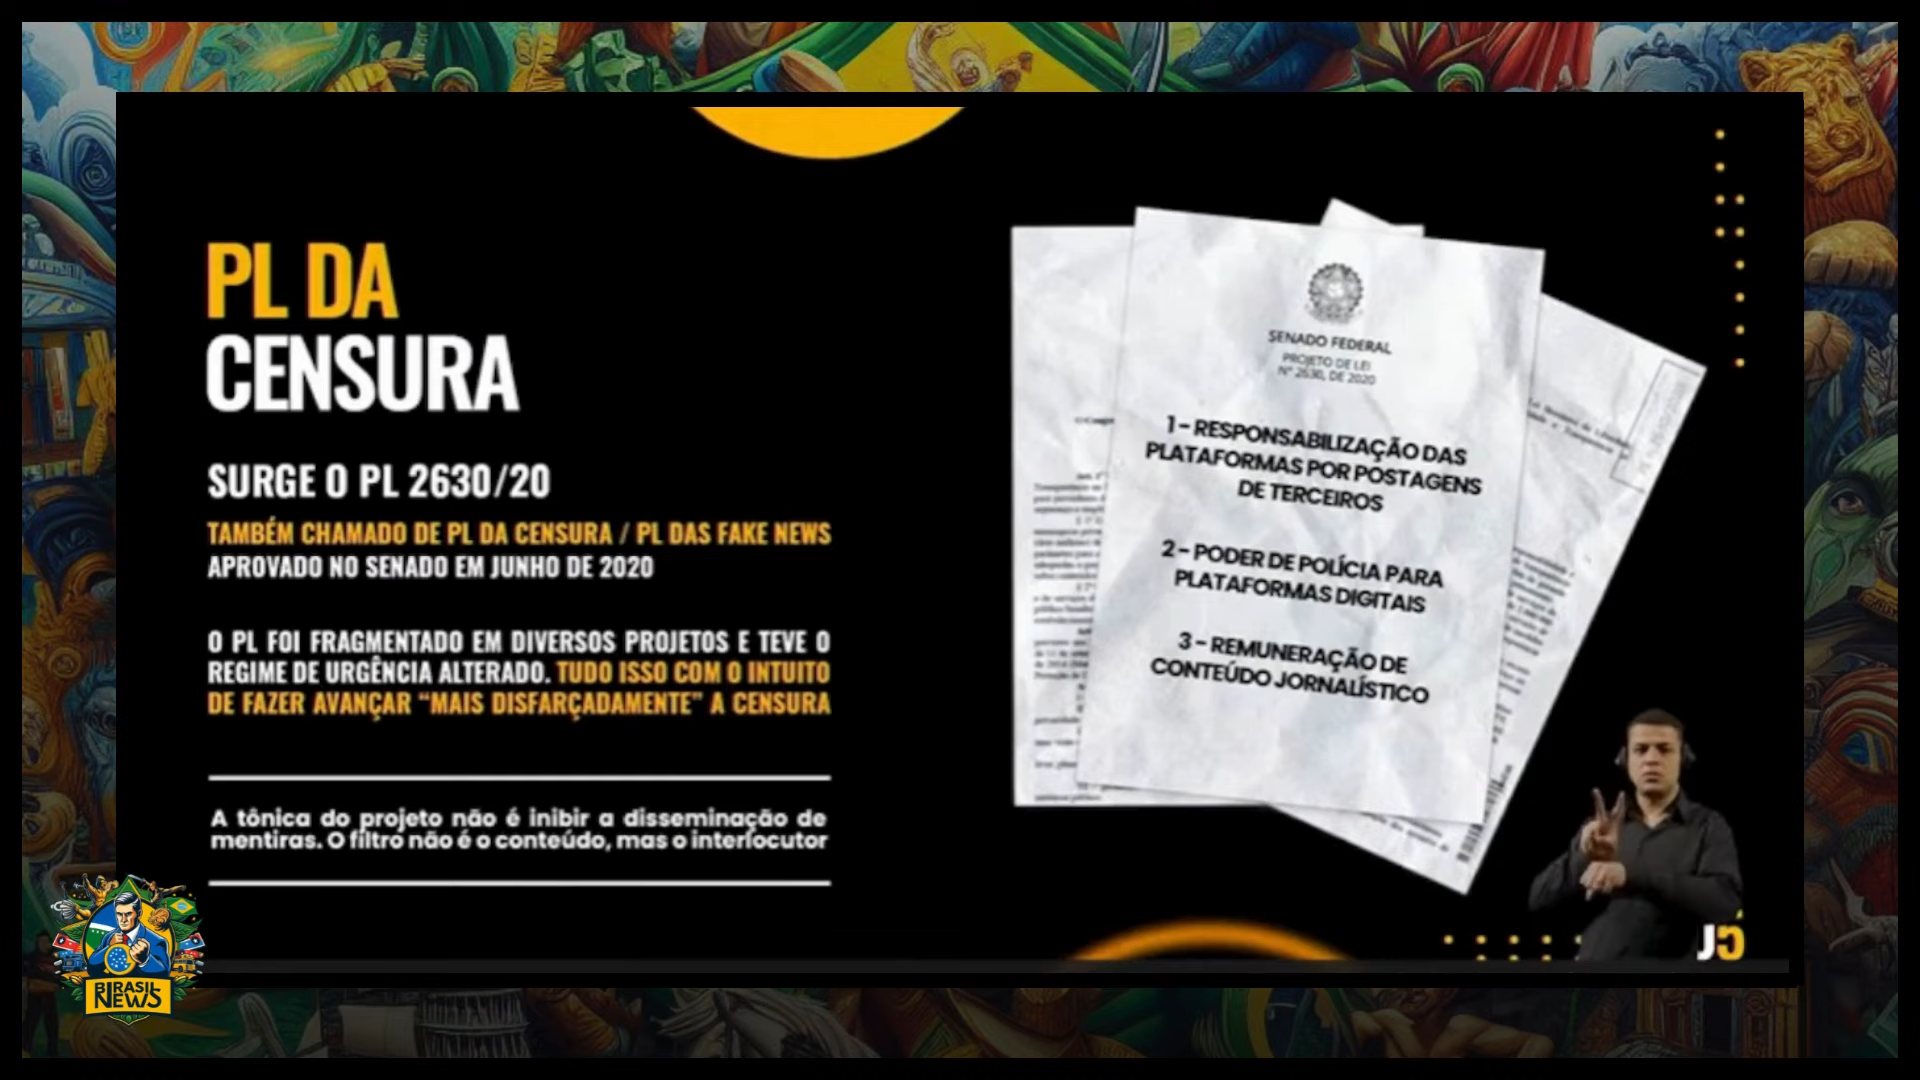 PL DA
CENSURA
SURGE O PL 2630/20
TAMBÉM CHAMADO DE PL DA CENSURA / PL DAS FAKE NEWS
APROVADO NO SENADO EM JUNHO DE 2020
O PL FOI FRAGMENTADO EM DIVERSOS PROJETOS E TEVE O
REGIME DE URGÊNCIA ALTERADO. TUDO ISSO COM O INTUITO
DE FAZER AVANÇAR “MAIS DISFARÇADAMENTE” A CENSURA
A tônica do projeto não é inibir a disseminação de
mentiras. O filtro não é o conteúdo, mas o interlocutor
SENADO FEDERAL
PROJETO DE LEI
Nº 2630, DE 2020
1 - RESPONSABILIZAÇÃO DAS
PLATAFORMAS POR POSTAGENS
DE TERCEIROS
2 - PODER DE POLÍCIA PARA
PLATAFORMAS DIGITAIS
3 - REMUNERAÇÃO DE
CONTEÚDO JORNALÍSTICO
J5
BRASIL
NEWS